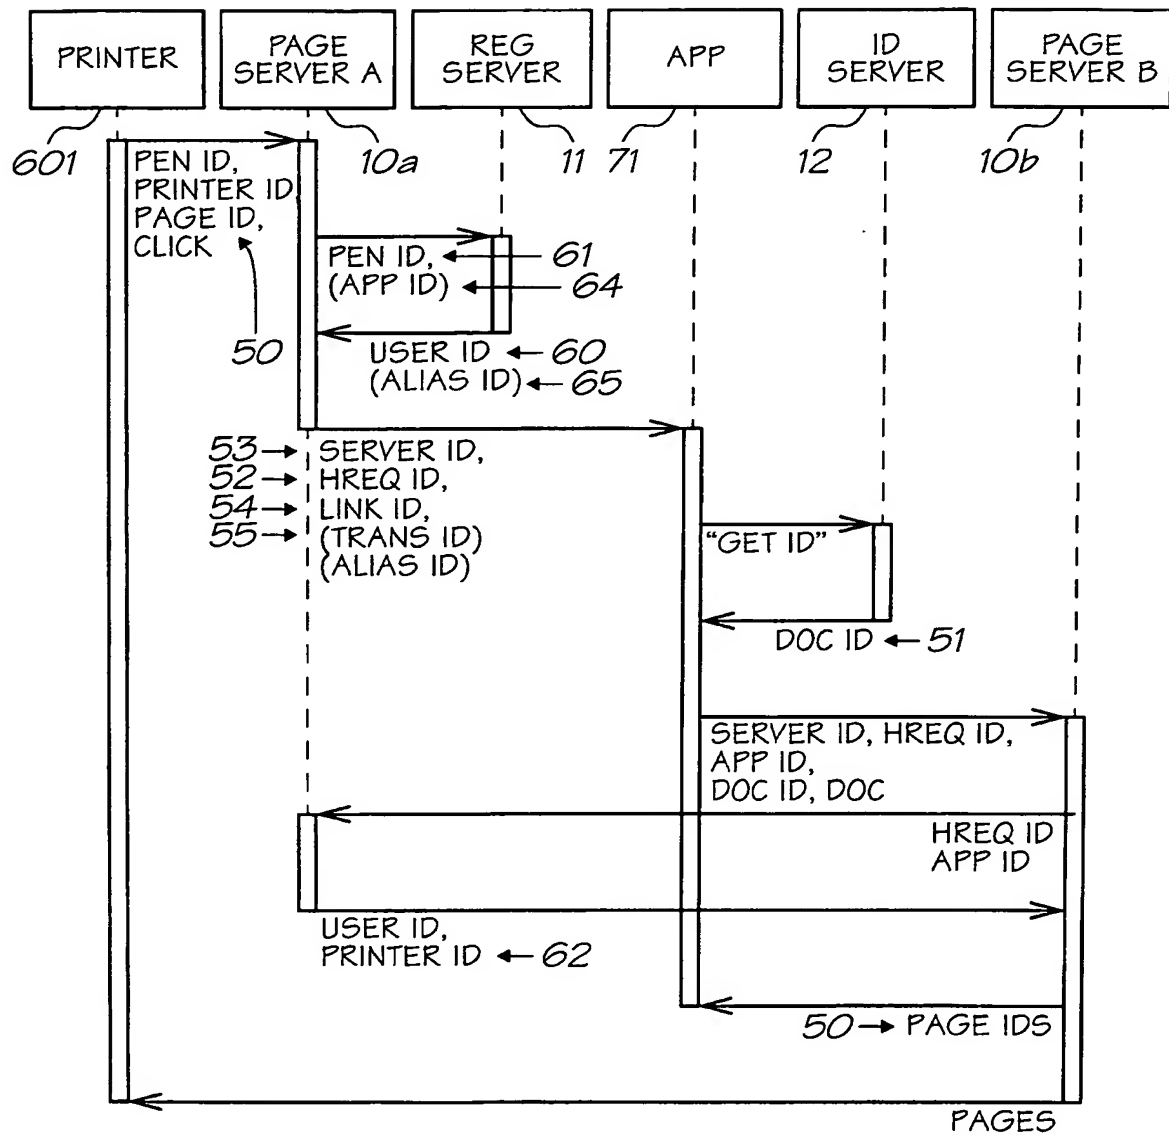 PRINTER
PAGE
SERVER A
REG
SERVER
APP
ID
SERVER
PAGE
SERVER B
601
10a
11
71
12
10b
PEN ID,
PRINTER ID
PAGE ID,
CLICK
50
PEN ID,
61
(APP ID)
64
USER ID
60
(ALIAS ID)
65
53
SERVER ID,
52
HREQ ID,
54
LINK ID,
55
(TRANS ID)
(ALIAS ID)
"GET ID"
DOC ID
51
SERVER ID, HREQ ID,
APP ID,
DOC ID, DOC
HREQ ID
APP ID
USER ID,
PRINTER ID
62
50
PAGE IDS
PAGES